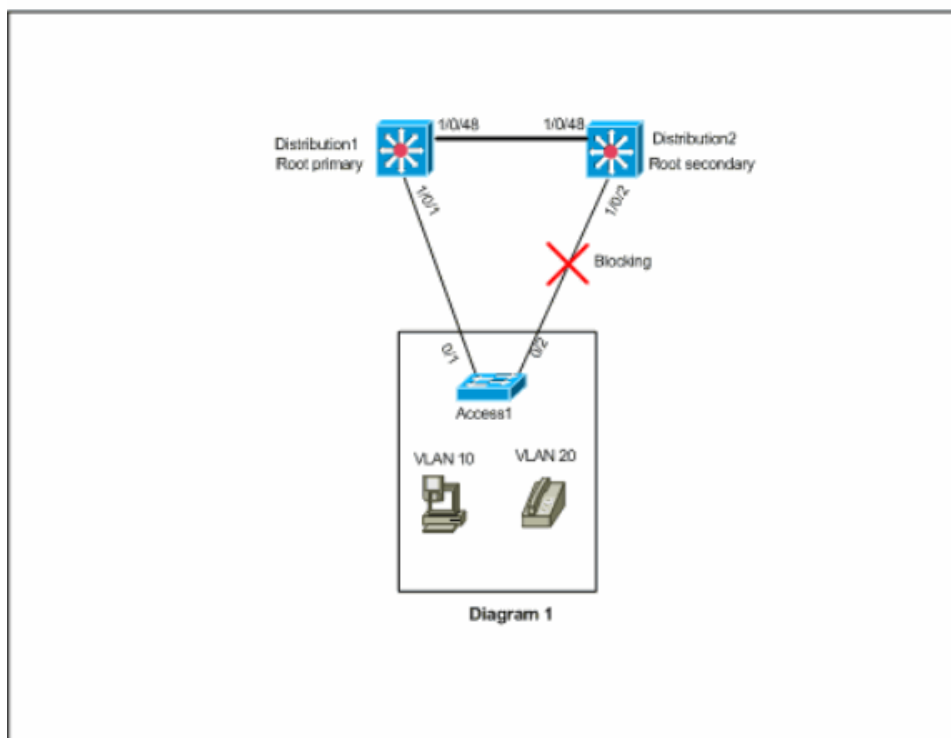 1/0/48
1/0/48
Distribution1
Root primary
Distribution2
Root secondary
1/0/1
1/0/2
Blocking
0/1
0/2
Access1
VLAN 10
VLAN 20
Diagram 1